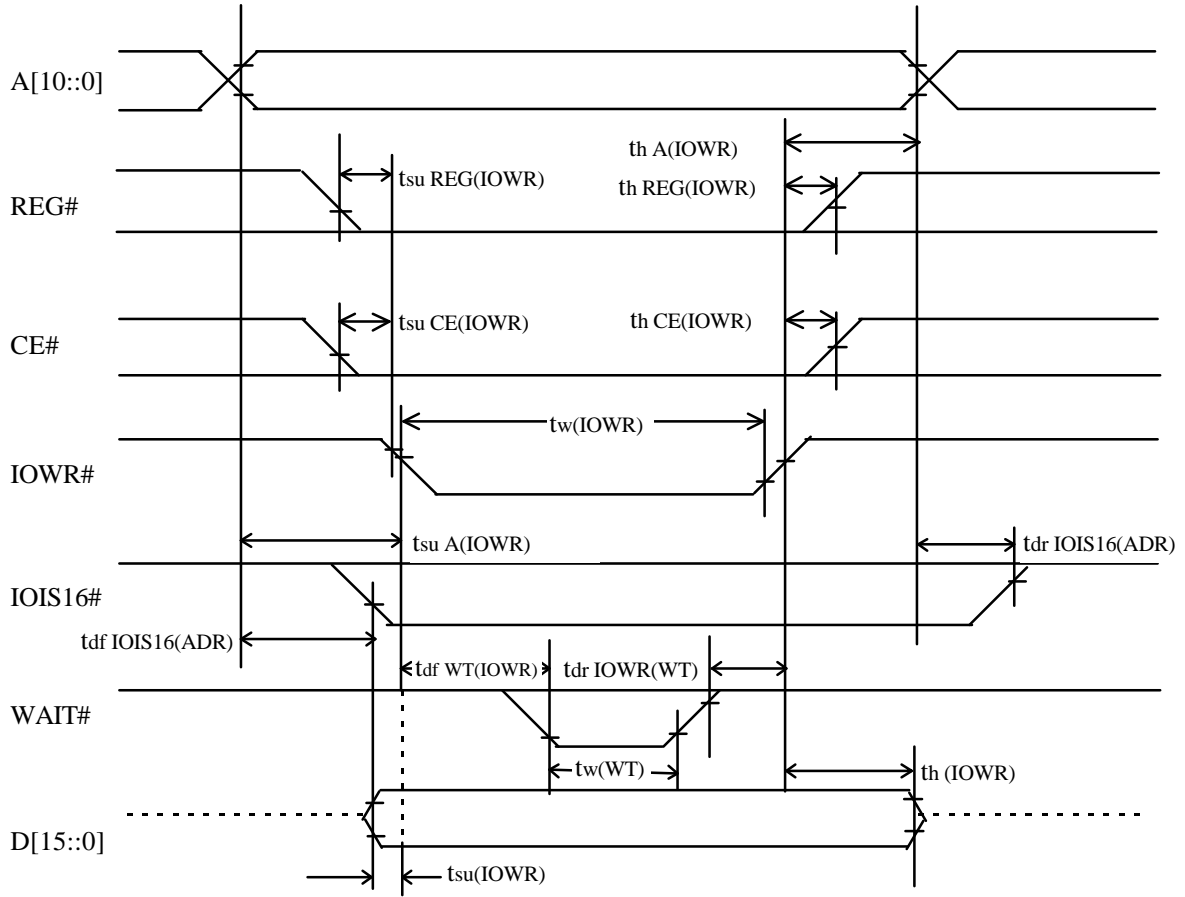 A[10::0]
th A(IOWR)
tsu REG(IOWR)
th REG(IOWR)
REG#
tsu CE(IOWR)
th CE(IOWR)
CE#
tw(IOWR)
IOWR#
tsu A(IOWR)
tdr IOIS16(ADR)
IOIS16#
tdf IOIS16(ADR)
tdf WT(IOWR)
tdr IOWR(WT)
WAIT#
tw(WT)
th (IOWR)
D[15::0]
tsu(IOWR)